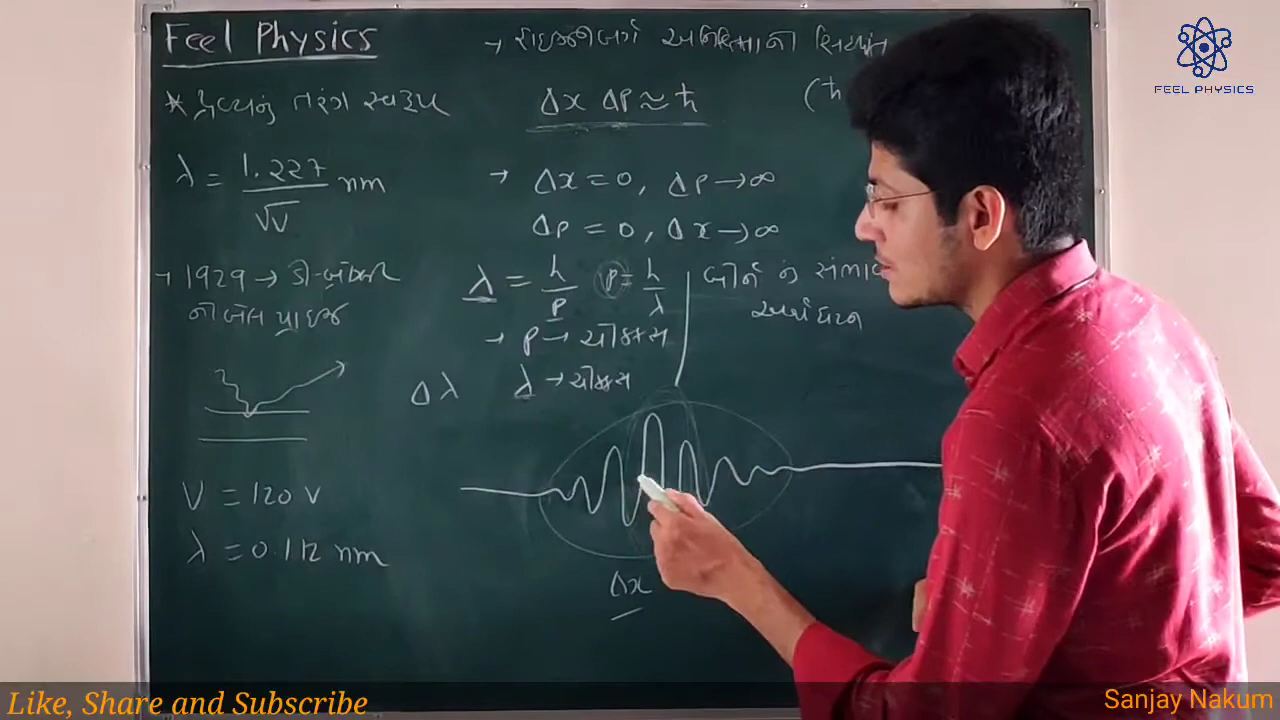 Feel Physics
* દ્રવ્યનું તરંગ સ્વરૂપ
λ = 1.227 / √V nm
→ 1929 → ડી-બ્રોગ્લી
નોબેલ પ્રાઇઝ
V = 120 V
λ = 0.112 nm
→ હાઇઝનબર્ગ અનિશ્ચિતતાનો સિદ્ધાંત
Δx Δp ≈ ħ
(ħ
→ Δx = 0, Δp → ∞
Δp = 0, Δx → ∞
λ = h / p p = h / λ
→ p → ચોક્કસ
Δλ λ → ચોક્કસ
બોર્ન નું
અર્થઘટન
Δx
FEEL PHYSICS
Like, Share and Subscribe
Sanjay Nakum